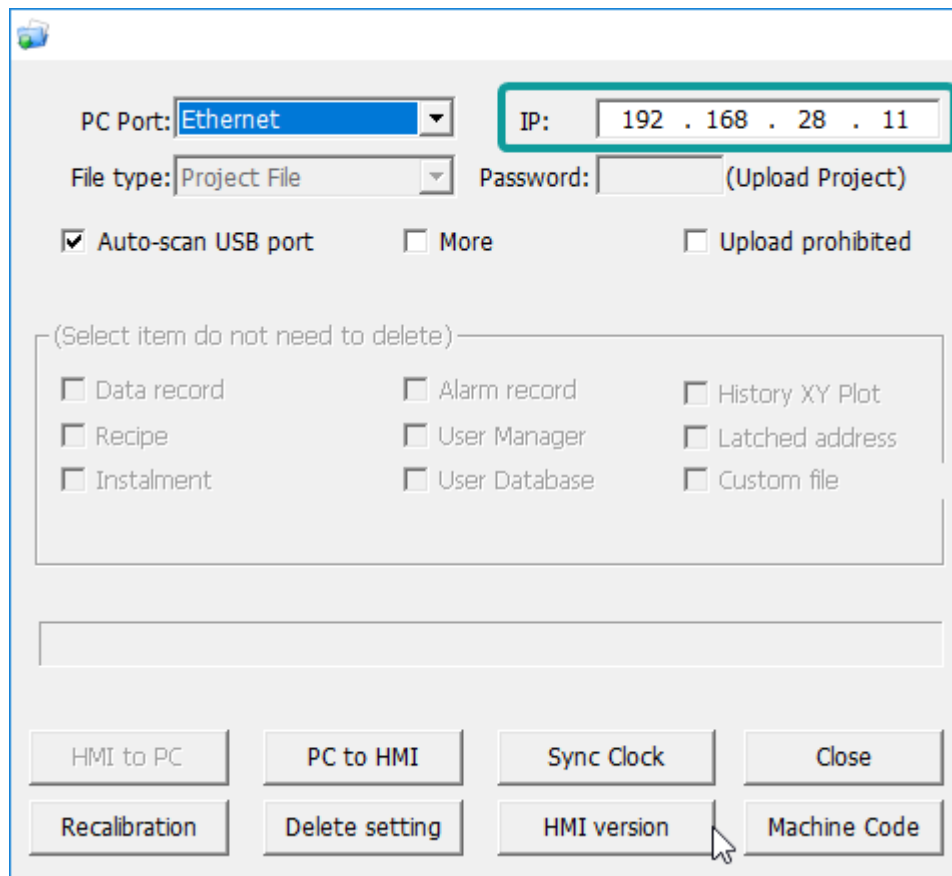 PC Port: Ethernet IP: 192 . 168 . 28 . 11
File type: Project File Password: (Upload Project)
Auto-scan USB port More Upload prohibited
(Select item do not need to delete)
Data record Alarm record History XY Plot
Recipe User Manager Latched address
Instalment User Database Custom file
HMI to PC PC to HMI Sync Clock Close
Recalibration Delete setting HMI version Machine Code